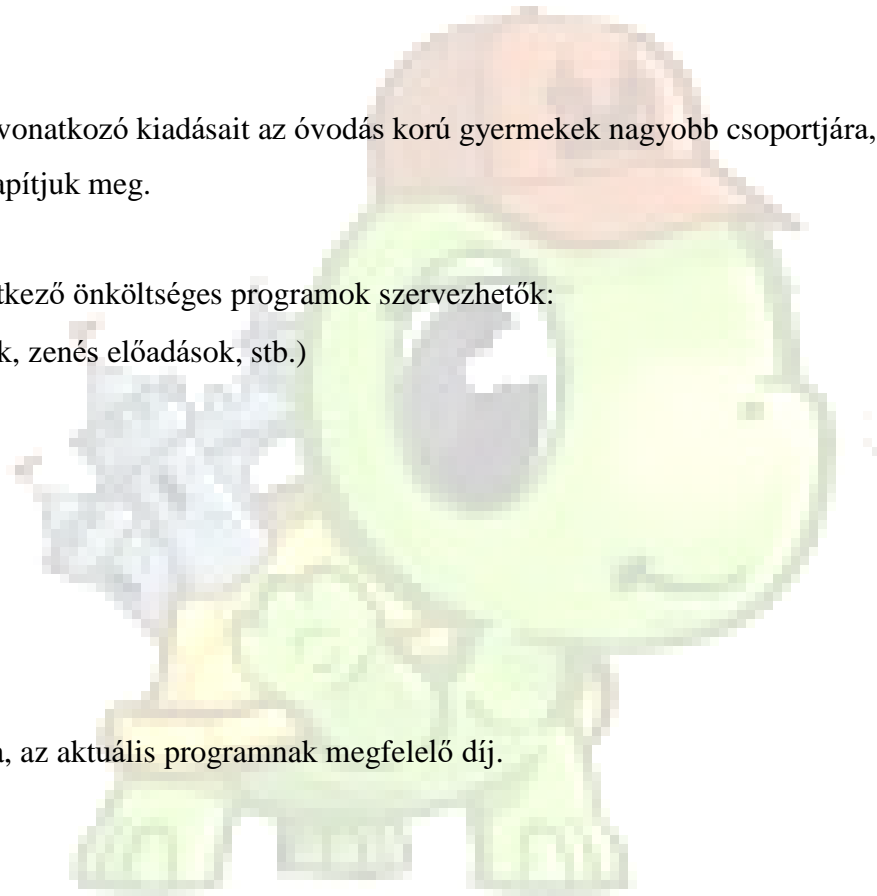 vonatkozó kiadásait az óvodás korú gyermekek nagyobb csoportjára,
apítjuk meg.
tkező önköltséges programok szervezhetők:
k, zenés előadások, stb.)
, az aktuális programnak megfelelő díj.